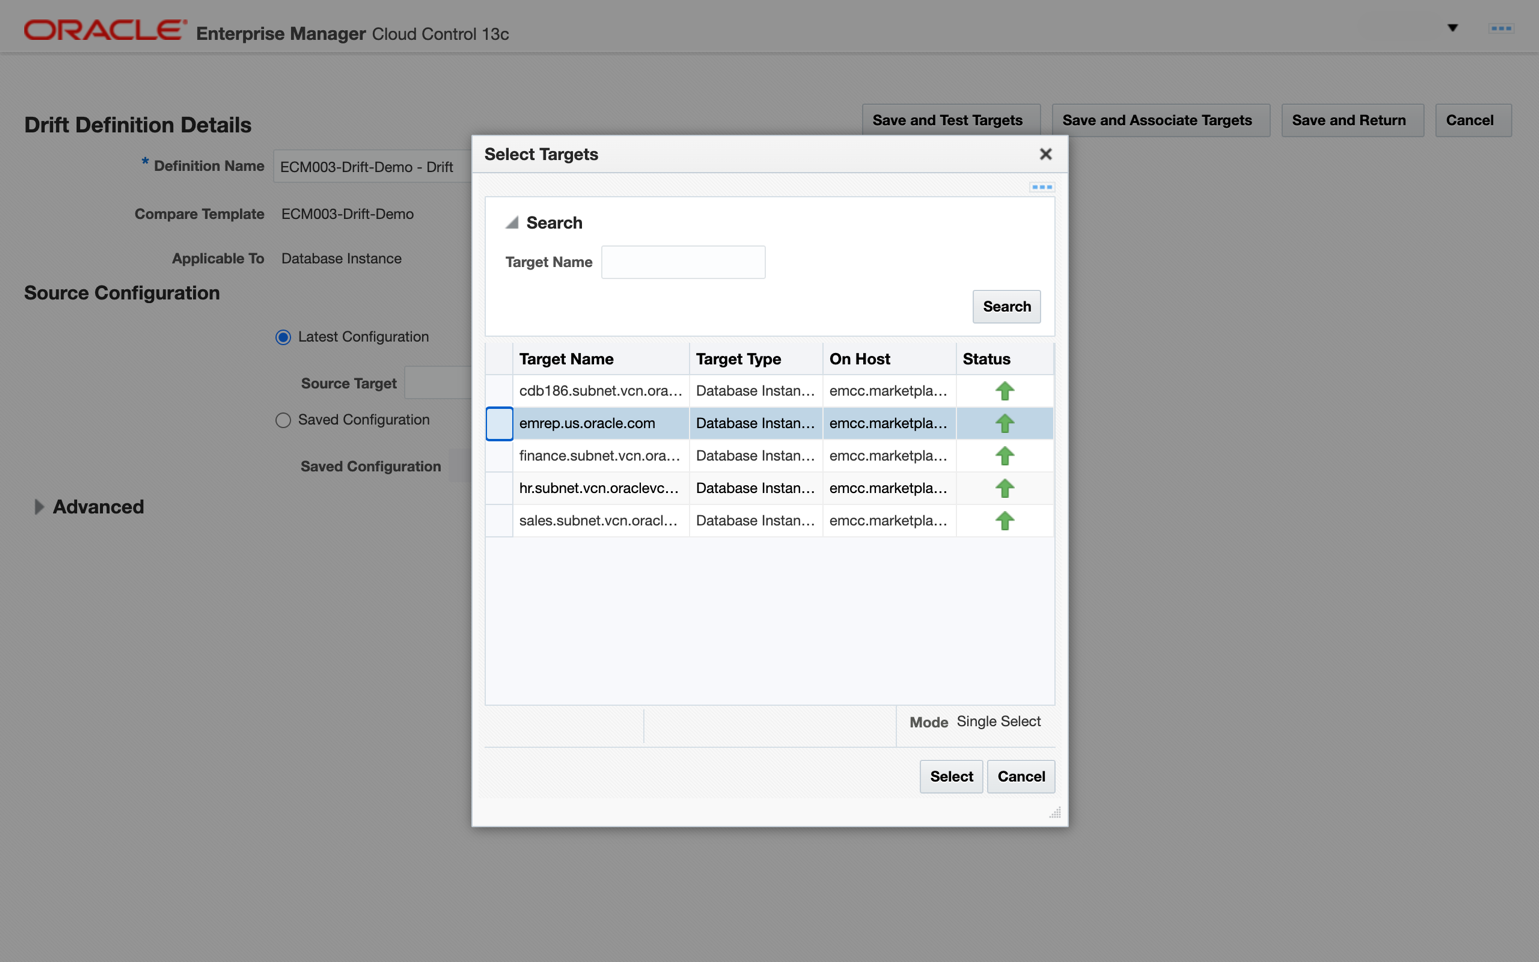 ORACLE® Enterprise Manager Cloud Control 13c
Drift Definition Details
Save and Test Targets
Save and Associate Targets
Save and Return
Cancel
* Definition Name ECM003-Drift-Demo - Drift
Compare Template ECM003-Drift-Demo
Applicable To Database Instance
Source Configuration
Latest Configuration
Source Target
Saved Configuration
Saved Configuration
Advanced
Select Targets
Search
Target Name
Search
Target Name Target Type On Host Status
cdb186.subnet.vcn.ora... Database Instan... emcc.marketpla...
emrep.us.oracle.com Database Instan... emcc.marketpla...
finance.subnet.vcn.ora... Database Instan... emcc.marketpla...
hr.subnet.vcn.oraclevc... Database Instan... emcc.marketpla...
sales.subnet.vcn.oracl... Database Instan... emcc.marketpla...
Mode Single Select
Select Cancel